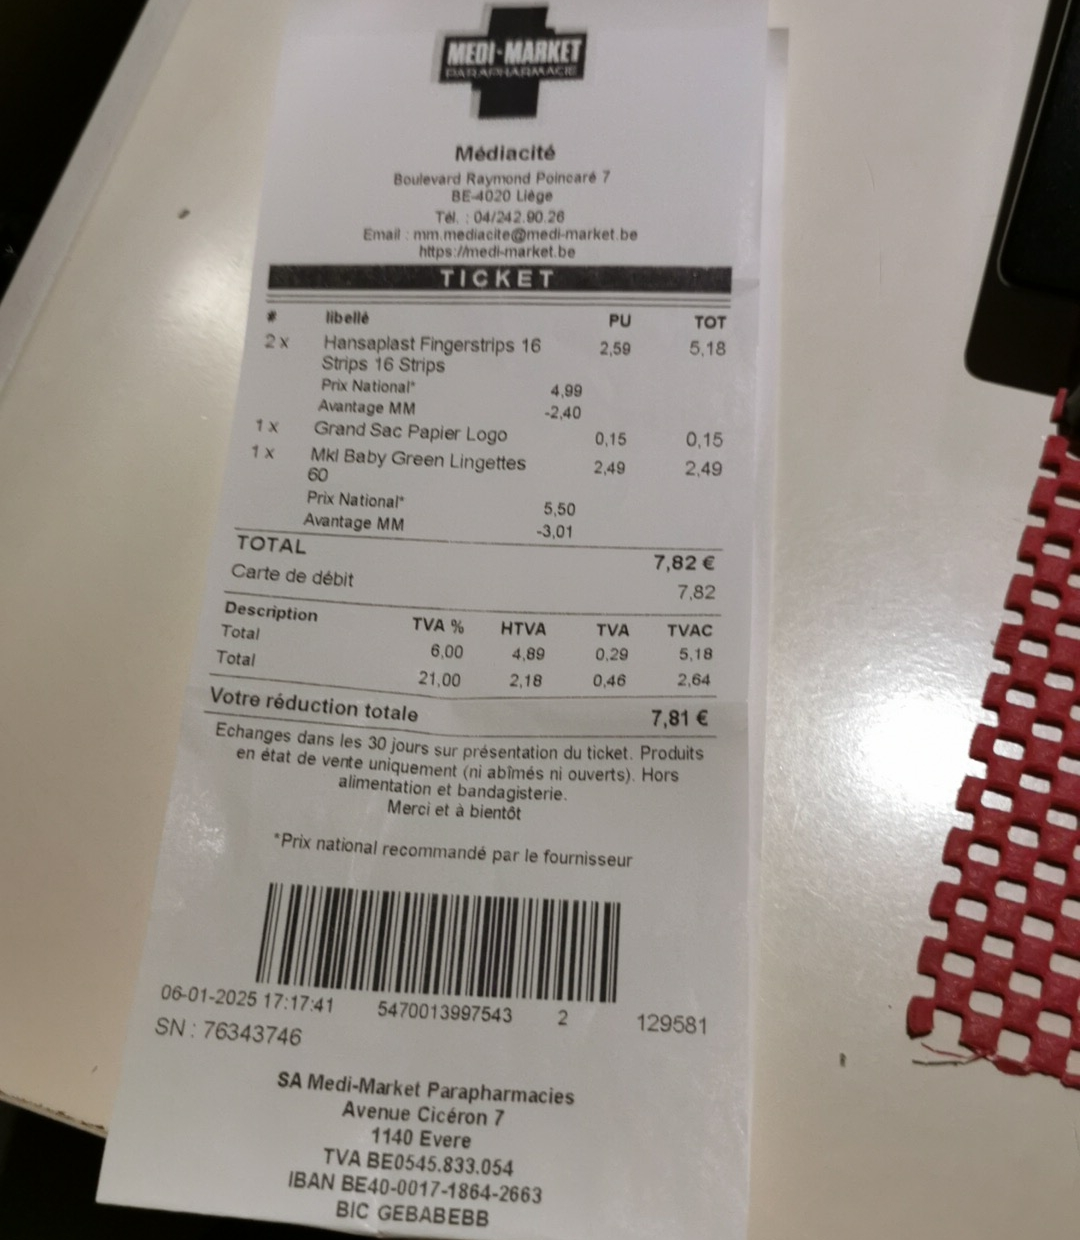 MEDI-MARKET
PARAPHARMACIE
Médiacité
Boulevard Raymond Poincaré 7
BE-4020 Liège
Tél. : 04/242.90.26
Email : mm.mediacite@medi-market.be
https://medi-market.be
TICKET
# libellé PU TOT
2 x Hansaplast Fingerstrips 16 2,59 5,18
Strips 16 Strips
Prix National* 4,99
Avantage MM -2,40
1 x Grand Sac Papier Logo 0,15 0,15
1 x Mkl Baby Green Lingettes 2,49 2,49
60
Prix National* 5,50
Avantage MM -3,01
TOTAL 7,82 €
Carte de débit 7,82
Description TVA % HTVA TVA TVAC
Total 6,00 4,89 0,29 5,18
Total 21,00 2,18 0,46 2,64
Votre réduction totale 7,81 €
Echanges dans les 30 jours sur présentation du ticket. Produits
en état de vente uniquement (ni abîmés ni ouverts). Hors
alimentation et bandagisterie.
Merci et à bientôt
*Prix national recommandé par le fournisseur
06-01-2025 17:17:41 5470013997543 2 129581
SN : 76343746
SA Medi-Market Parapharmacies
Avenue Cicéron 7
1140 Evere
TVA BE0545.833.054
IBAN BE40-0017-1864-2663
BIC GEBABEBB